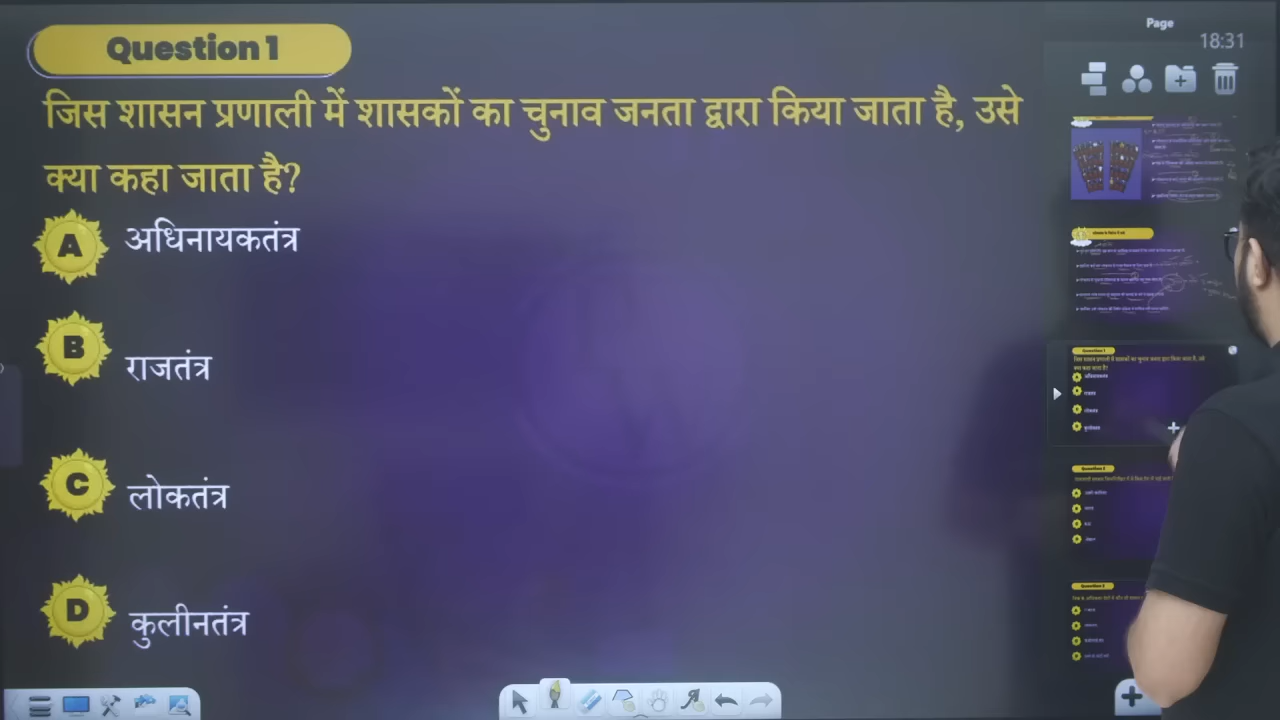 Question 1
जिस शासन प्रणाली में शासकों का चुनाव जनता द्वारा किया जाता है, उसे
क्या कहा जाता है?
A अधिनायकतंत्र
B राजतंत्र
C लोकतंत्र
D कुलीनतंत्र
Page
18:31